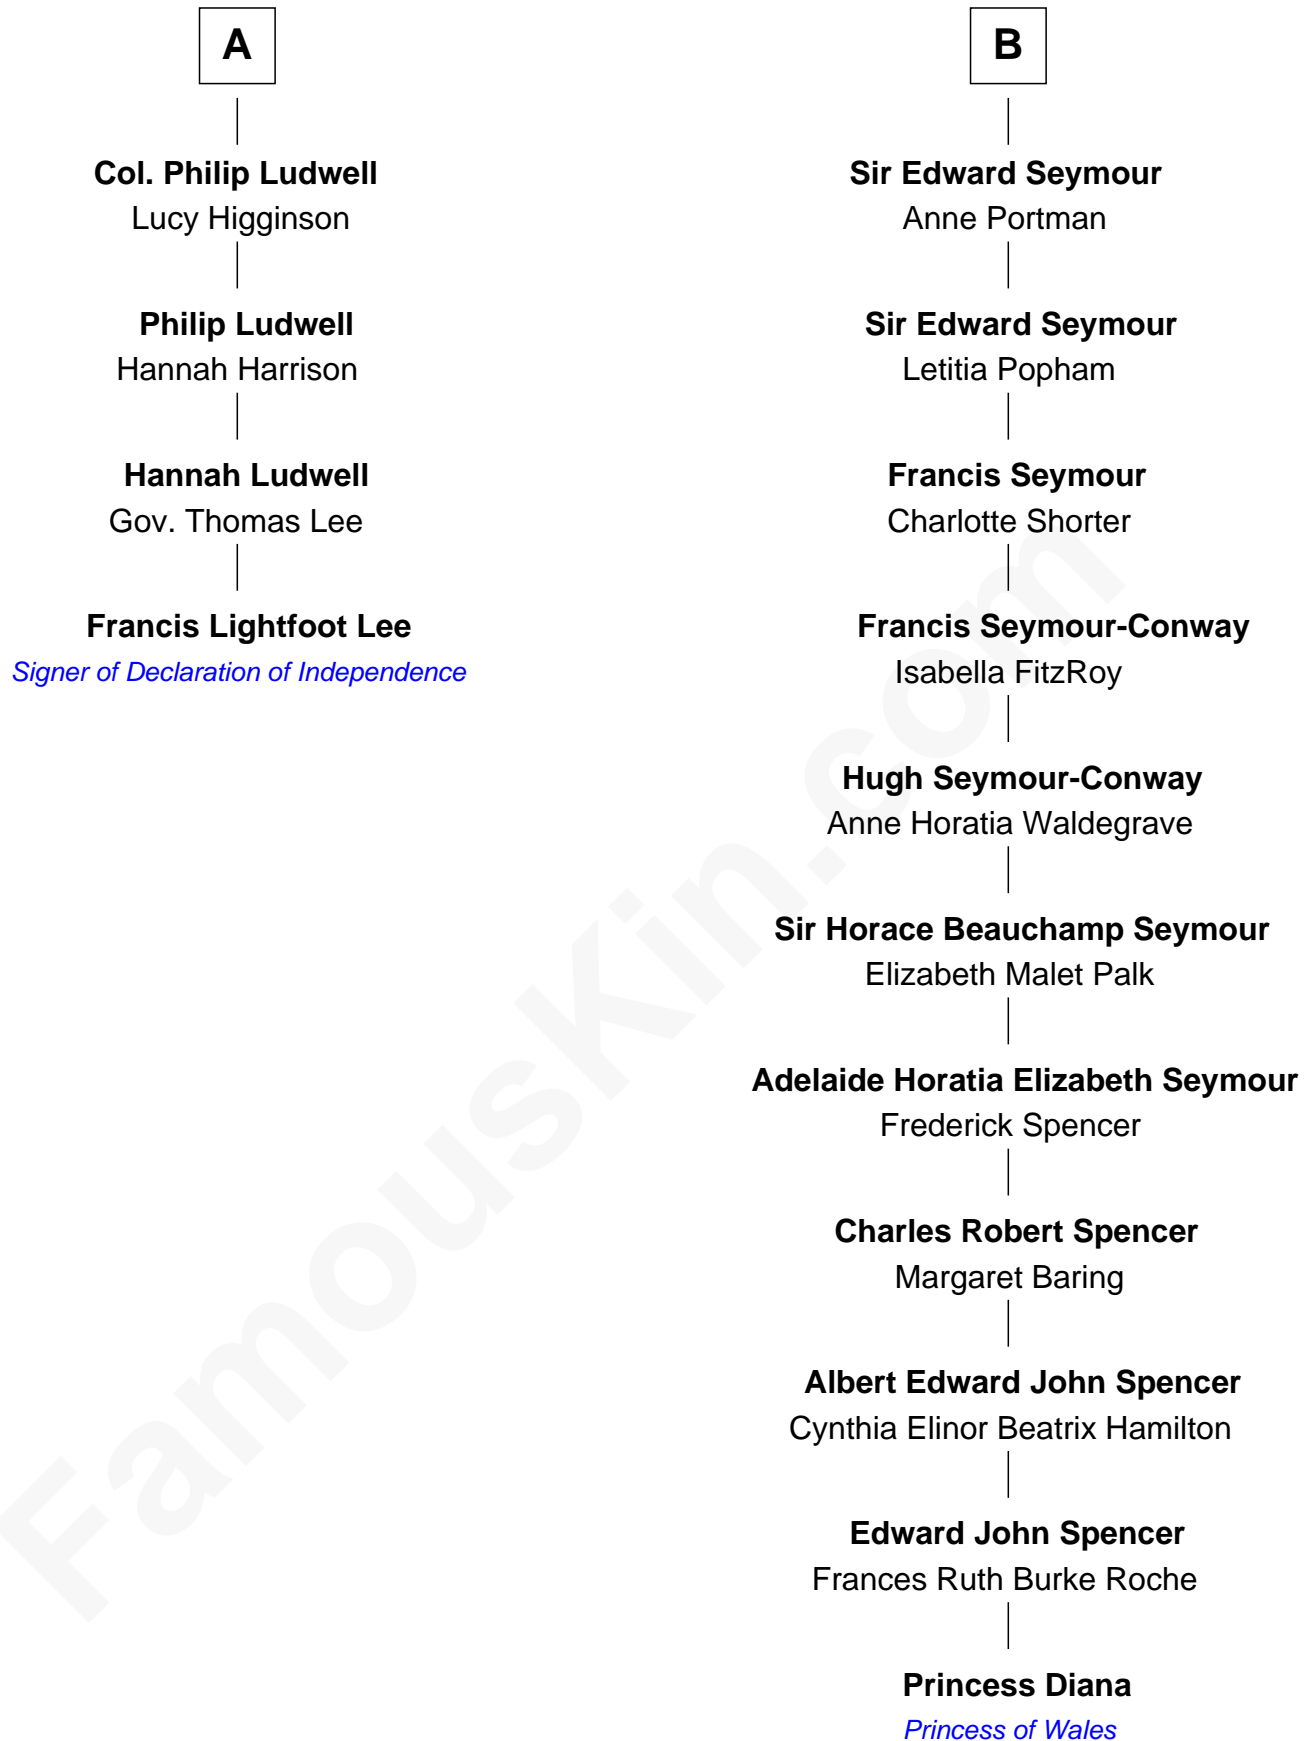 A
Col. Philip Ludwell
Lucy Higginson
Philip Ludwell
Hannah Harrison
Hannah Ludwell
Gov. Thomas Lee
Francis Lightfoot Lee
Signer of Declaration of Independence
B
Sir Edward Seymour
Anne Portman
Sir Edward Seymour
Letitia Popham
Francis Seymour
Charlotte Shorter
Francis Seymour-Conway
Isabella FitzRoy
Hugh Seymour-Conway
Anne Horatia Waldegrave
Sir Horace Beauchamp Seymour
Elizabeth Malet Palk
Adelaide Horatia Elizabeth Seymour
Frederick Spencer
Charles Robert Spencer
Margaret Baring
Albert Edward John Spencer
Cynthia Elinor Beatrix Hamilton
Edward John Spencer
Frances Ruth Burke Roche
Princess Diana
Princess of Wales
FamousKin.com